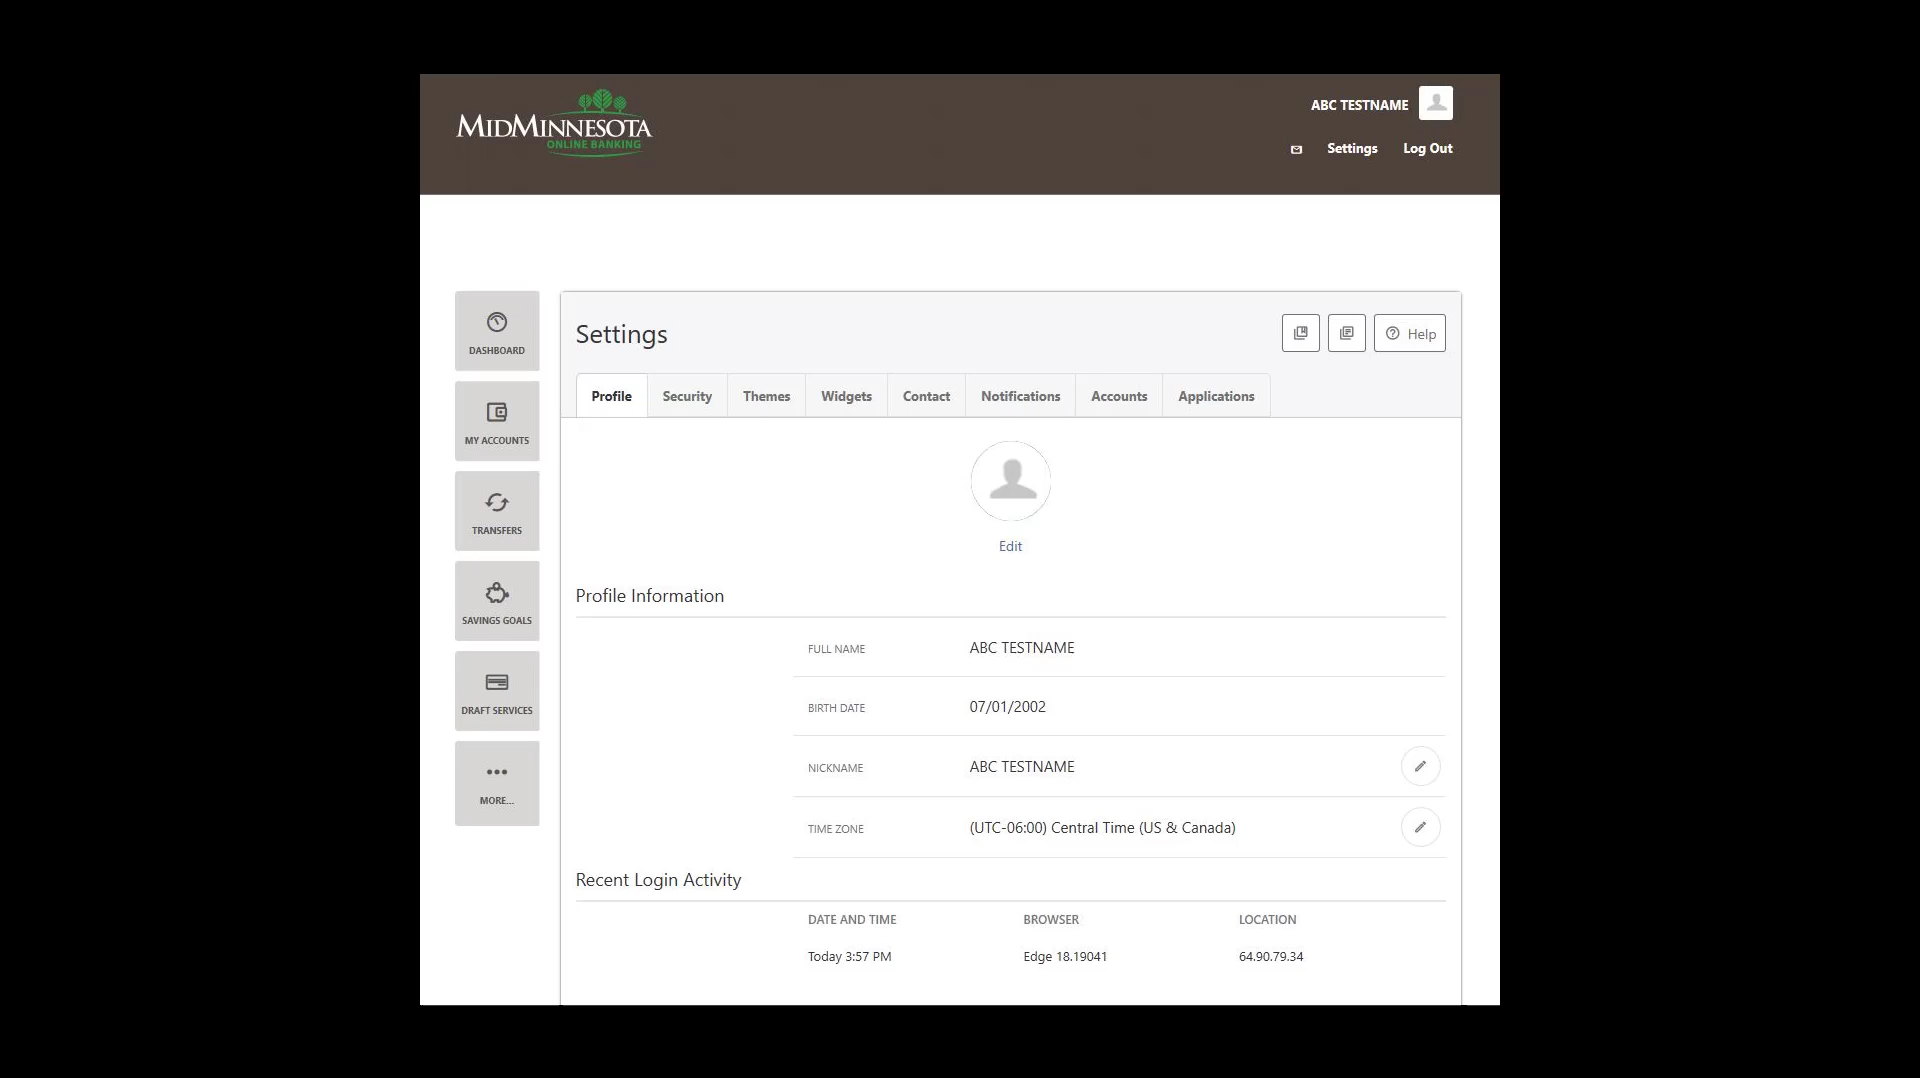 MIDMINNESOTA
ONLINE BANKING
ABC TESTNAME
Settings
Log Out
DASHBOARD
MY ACCOUNTS
TRANSFERS
SAVINGS GOALS
DRAFT SERVICES
MORE...
Settings
Help
Profile Security Themes Widgets Contact Notifications Accounts Applications
Edit
Profile Information
FULL NAME ABC TESTNAME
BIRTH DATE 07/01/2002
NICKNAME ABC TESTNAME
TIME ZONE (UTC-06:00) Central Time (US & Canada)
Recent Login Activity
DATE AND TIME BROWSER LOCATION
Today 3:57 PM Edge 18.19041 64.90.79.34